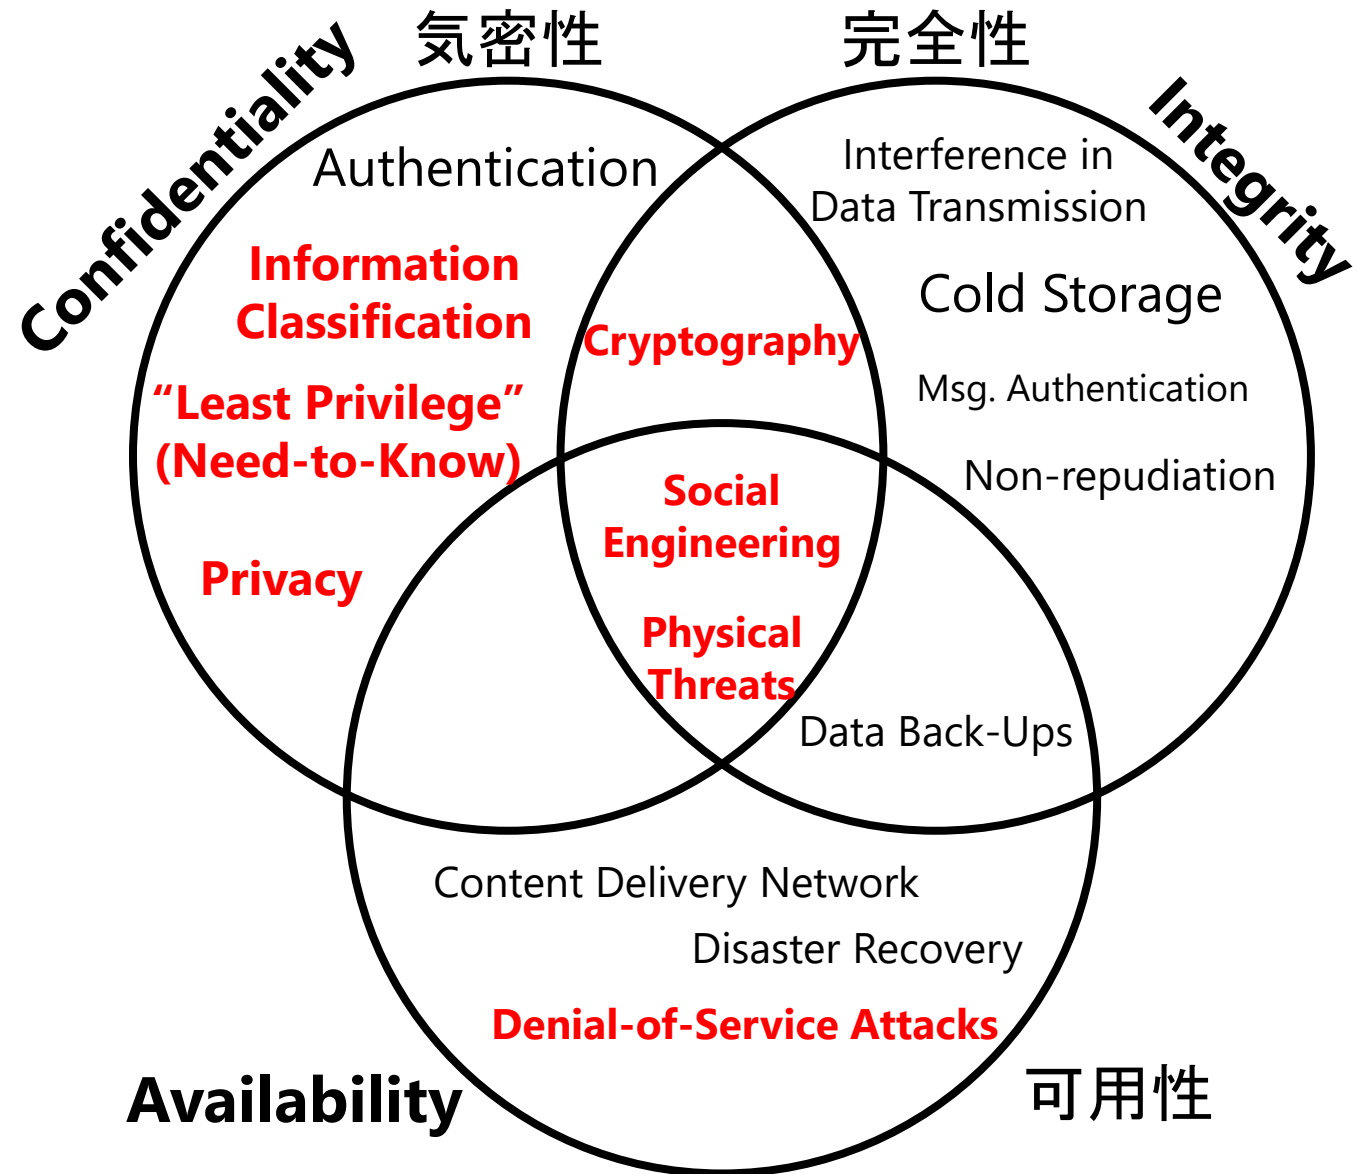 気密性
完全性
Confidentiality
Integrity
Authentication
Information
Classification
“Least Privilege”
(Need-to-Know)
Privacy
Cryptography
Interference in
Data Transmission
Cold Storage
Msg. Authentication
Non-repudiation
Social
Engineering
Physical
Threats
Data Back-Ups
Content Delivery Network
Disaster Recovery
Denial-of-Service Attacks
Availability
可用性